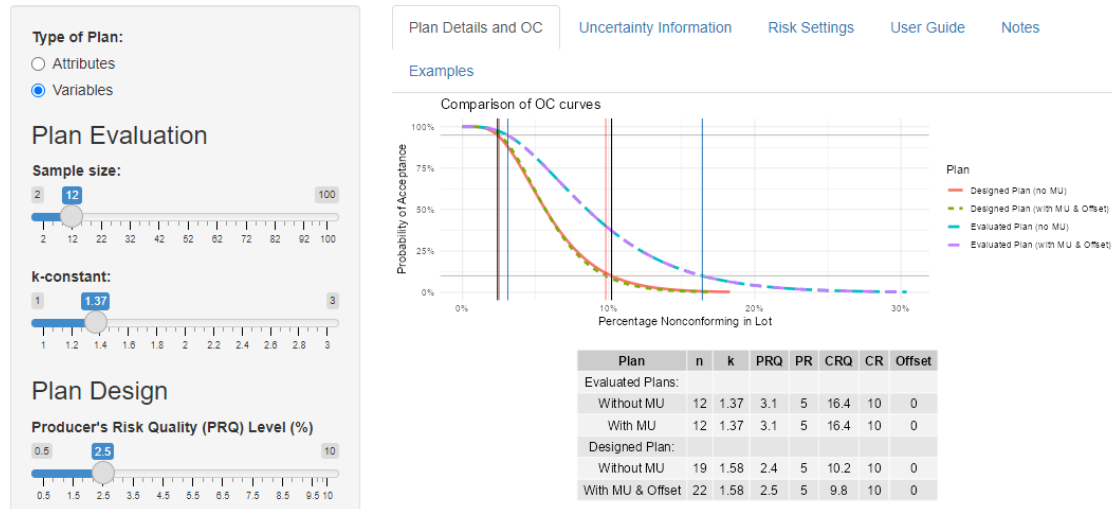 Type of Plan:
Attributes
Variables
Plan Evaluation
Sample size:
2 12 100
2 12 22 32 42 52 62 72 82 92 100
k-constant:
1 1.37 3
1 1.2 1.4 1.6 1.8 2 2.2 2.4 2.6 2.8 3
Plan Design
Producer's Risk Quality (PRQ) Level (%)
0.5 2.5 10
0.5 1.5 2.5 3.5 4.5 5.5 6.5 7.5 8.5 9.5 10
Plan Details and OC Uncertainty Information Risk Settings User Guide Notes
Examples
Comparison of OC curves
Probability of Acceptance
100%
75%
50%
25%
0%
0% 10% 20% 30%
Percentage Nonconforming in Lot
Plan
Designed Plan (no MU)
Designed Plan (with MU & Offset)
Evaluated Plan (no MU)
Evaluated Plan (with MU & Offset)
Plan n k PRQ PR CRQ CR Offset
Evaluated Plans:
Without MU 12 1.37 3.1 5 16.4 10 0
With MU 12 1.37 3.1 5 16.4 10 0
Designed Plan:
Without MU 19 1.58 2.4 5 10.2 10 0
With MU & Offset 22 1.58 2.5 5 9.8 10 0